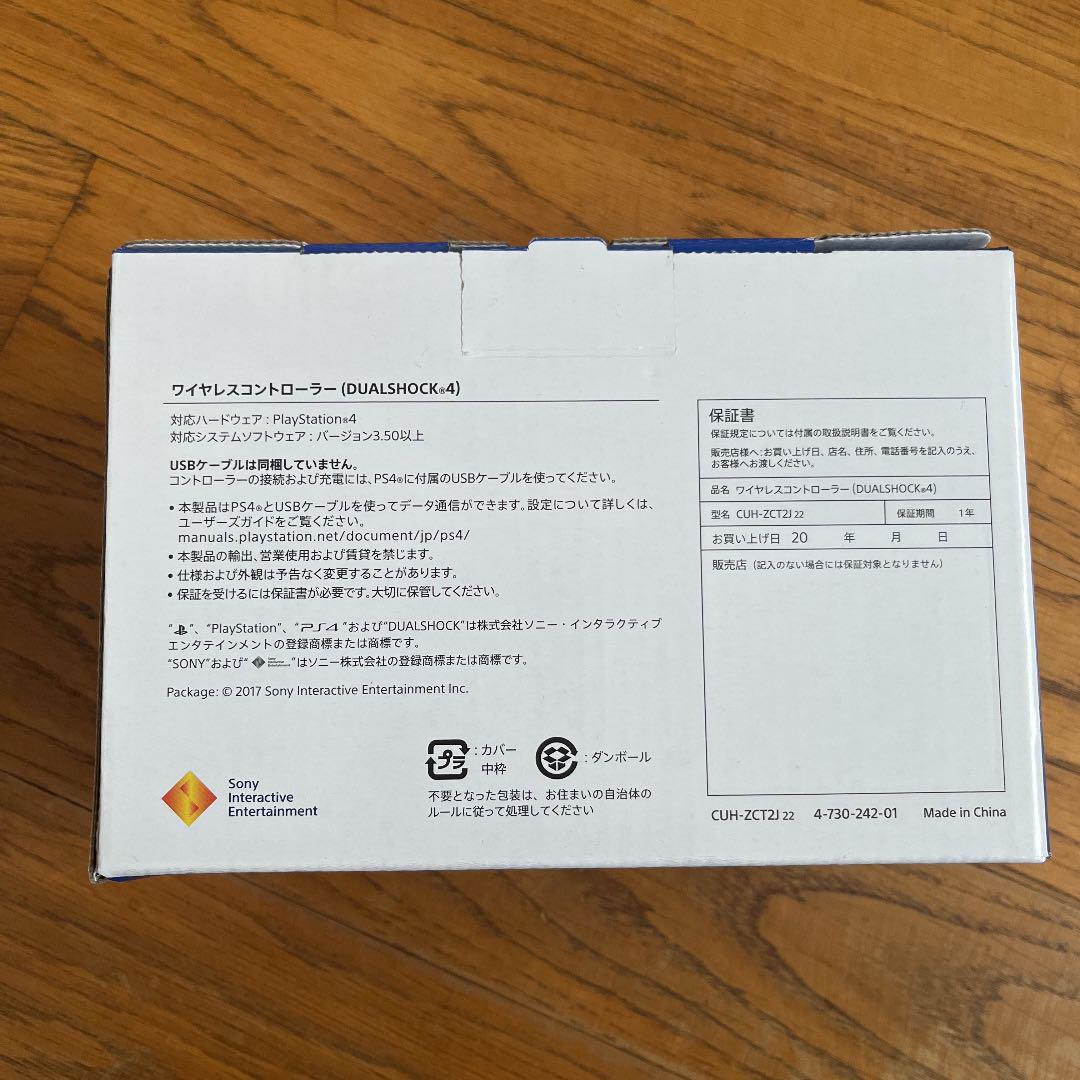 ワイヤレスコントローラー (DUALSHOCK®4)
対応ハードウェア : PlayStation®4
対応システムソフトウェア : バージョン3.50以上
USBケーブルは同梱していません。
コントローラーの接続および充電には、PS4®に付属のUSBケーブルを使ってください。
• 本製品はPS4®とUSBケーブルを使ってデータ通信ができます。設定について詳しくは、
ユーザーズガイドをご覧ください。
manuals.playstation.net/document/jp/ps4/
• 本製品の輸出、営業使用および賃貸を禁じます。
• 仕様および外観は予告なく変更することがあります。
• 保証を受けるには保証書が必要です。大切に保管してください。
“ ”、“PlayStation”、“PS4”および“DUALSHOCK”は株式会社ソニー・インタラクティブ
エンタテインメントの登録商標または商標です。
“SONY”および“ ”はソニー株式会社の登録商標または商標です。
Package: © 2017 Sony Interactive Entertainment Inc.
Sony
Interactive
Entertainment
プラ : カバー
中枠
: ダンボール
不要となった包装は、お住まいの自治体の
ルールに従って処理してください
保証書
保証規定については付属の取扱説明書をご覧ください。
販売店様へ:お買い上げ日、店名、住所、電話番号を記入のうえ、
お客様へお渡しください。
品名 ワイヤレスコントローラー (DUALSHOCK®4)
型名 CUH-ZCT2J 22 保証期間 1年
お買い上げ日 20 年 月 日
販売店 (記入のない場合には保証対象となりません)
CUH-ZCT2J 22 4-730-242-01 Made in China